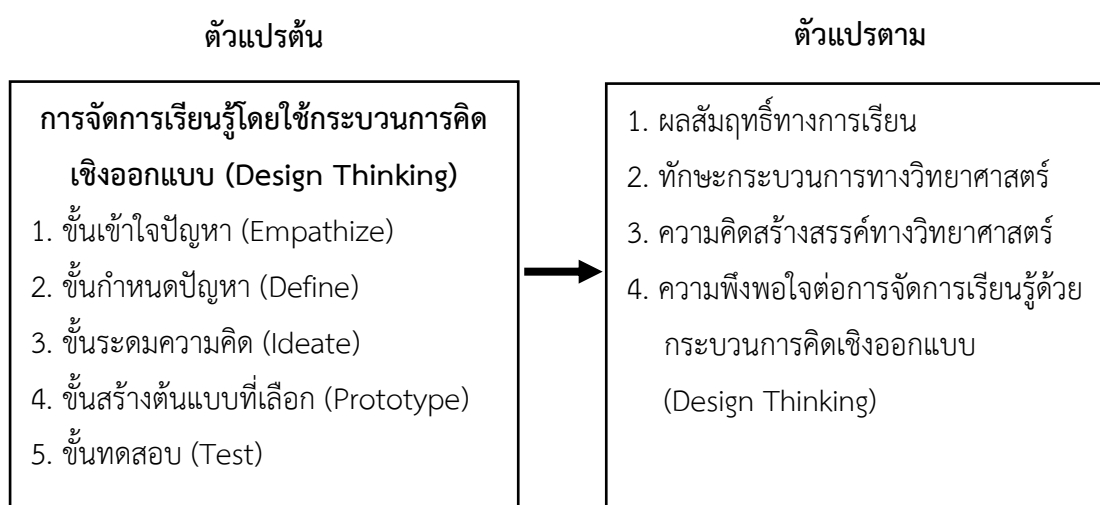 ตัวแปรต้น
การจัดการเรียนรู้โดยใช้กระบวนการคิด
เชิงออกแบบ (Design Thinking)
1. ขั้นเข้าใจปัญหา (Empathize)
2. ขั้นกำหนดปัญหา (Define)
3. ขั้นระดมความคิด (Ideate)
4. ขั้นสร้างต้นแบบที่เลือก (Prototype)
5. ขั้นทดสอบ (Test)
ตัวแปรตาม
1. ผลสัมฤทธิ์ทางการเรียน
2. ทักษะกระบวนการทางวิทยาศาสตร์
3. ความคิดสร้างสรรค์ทางวิทยาศาสตร์
4. ความพึงพอใจต่อการจัดการเรียนรู้ด้วย
กระบวนการคิดเชิงออกแบบ
(Design Thinking)